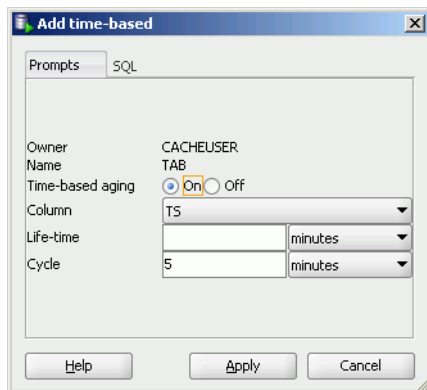 Add time-based
Prompts SQL
Owner CACHEUSER
Name TAB
Time-based aging On Off
Column TS
Life-time minutes
Cycle 5 minutes
Help Apply Cancel